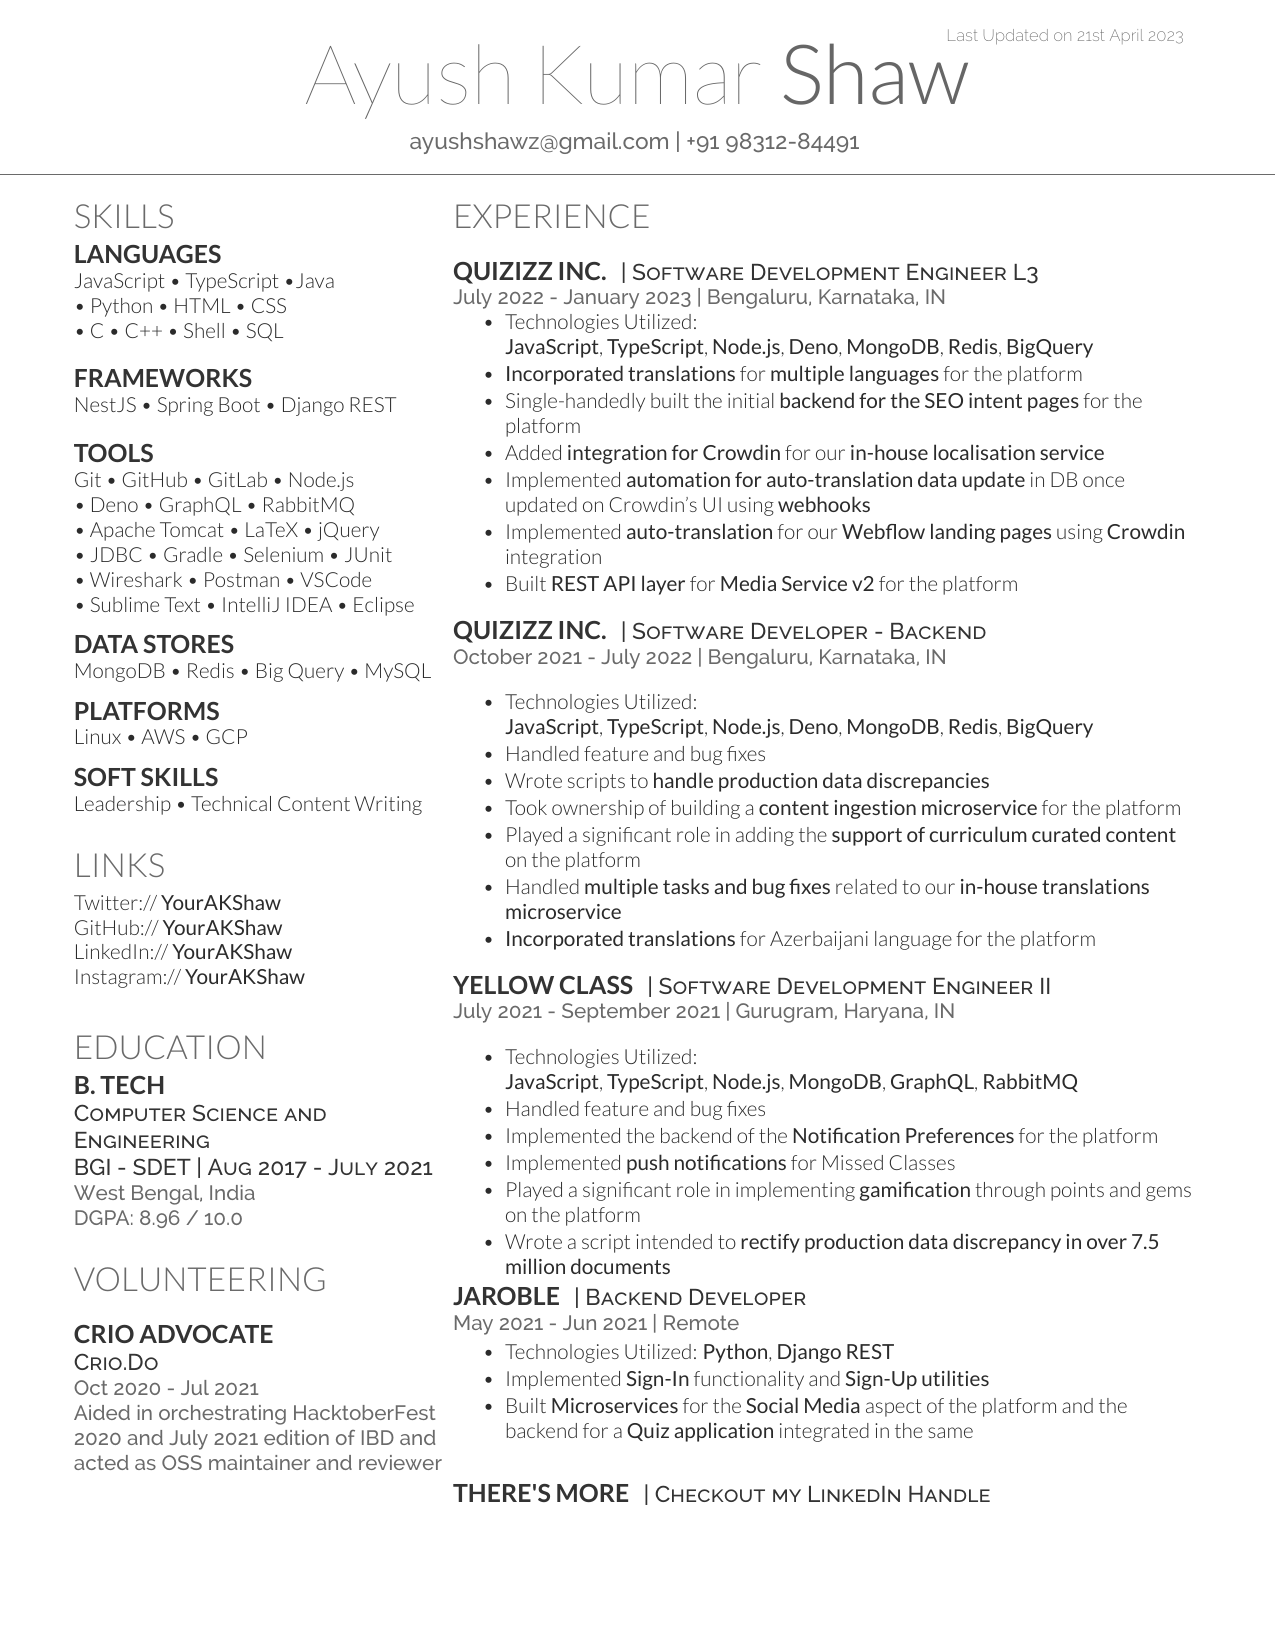 Last Updated on 21st April 2023
Ayush Kumar Shaw
ayushshawz@gmail.com | +91 98312-84491
SKILLS
LANGUAGES
JavaScript • TypeScript •Java
• Python • HTML • CSS
• C • C++ • Shell • SQL
FRAMEWORKS
NestJS • Spring Boot • Django REST
TOOLS
Git • GitHub • GitLab • Node.js
• Deno • GraphQL • RabbitMQ
• Apache Tomcat • LaTeX • jQuery
• JDBC • Gradle • Selenium • JUnit
• Wireshark • Postman • VSCode
• Sublime Text • IntelliJ IDEA • Eclipse
DATA STORES
MongoDB • Redis • Big Query • MySQL
PLATFORMS
Linux • AWS • GCP
SOFT SKILLS
Leadership • Technical Content Writing
LINKS
Twitter:// YourAKShaw
GitHub:// YourAKShaw
LinkedIn:// YourAKShaw
Instagram:// YourAKShaw
EDUCATION
B. TECH
Computer Science and
Engineering
BGI - SDET | Aug 2017 - July 2021
West Bengal, India
DGPA: 8.96 / 10.0
VOLUNTEERING
CRIO ADVOCATE
Crio.Do
Oct 2020 - Jul 2021
Aided in orchestrating HacktoberFest
2020 and July 2021 edition of IBD and
acted as OSS maintainer and reviewer
EXPERIENCE
QUIZIZZ INC. | Software Development Engineer L3
July 2022 - January 2023 | Bengaluru, Karnataka, IN
• Technologies Utilized:
JavaScript, TypeScript, Node.js, Deno, MongoDB, Redis, BigQuery
• Incorporated translations for multiple languages for the platform
• Single-handedly built the initial backend for the SEO intent pages for the
platform
• Added integration for Crowdin for our in-house localisation service
• Implemented automation for auto-translation data update in DB once
updated on Crowdin's UI using webhooks
• Implemented auto-translation for our Webflow landing pages using Crowdin
integration
• Built REST API layer for Media Service v2 for the platform
QUIZIZZ INC. | Software Developer - Backend
October 2021 - July 2022 | Bengaluru, Karnataka, IN
• Technologies Utilized:
JavaScript, TypeScript, Node.js, Deno, MongoDB, Redis, BigQuery
• Handled feature and bug fixes
• Wrote scripts to handle production data discrepancies
• Took ownership of building a content ingestion microservice for the platform
• Played a significant role in adding the support of curriculum curated content
on the platform
• Handled multiple tasks and bug fixes related to our in-house translations
microservice
• Incorporated translations for Azerbaijani language for the platform
YELLOW CLASS | Software Development Engineer II
July 2021 - September 2021 | Gurugram, Haryana, IN
• Technologies Utilized:
JavaScript, TypeScript, Node.js, MongoDB, GraphQL, RabbitMQ
• Handled feature and bug fixes
• Implemented the backend of the Notification Preferences for the platform
• Implemented push notifications for Missed Classes
• Played a significant role in implementing gamification through points and gems
on the platform
• Wrote a script intended to rectify production data discrepancy in over 7.5
million documents
JAROBLE | Backend Developer
May 2021 - Jun 2021 | Remote
• Technologies Utilized: Python, Django REST
• Implemented Sign-In functionality and Sign-Up utilities
• Built Microservices for the Social Media aspect of the platform and the
backend for a Quiz application integrated in the same
THERE'S MORE | Checkout my LinkedIn Handle